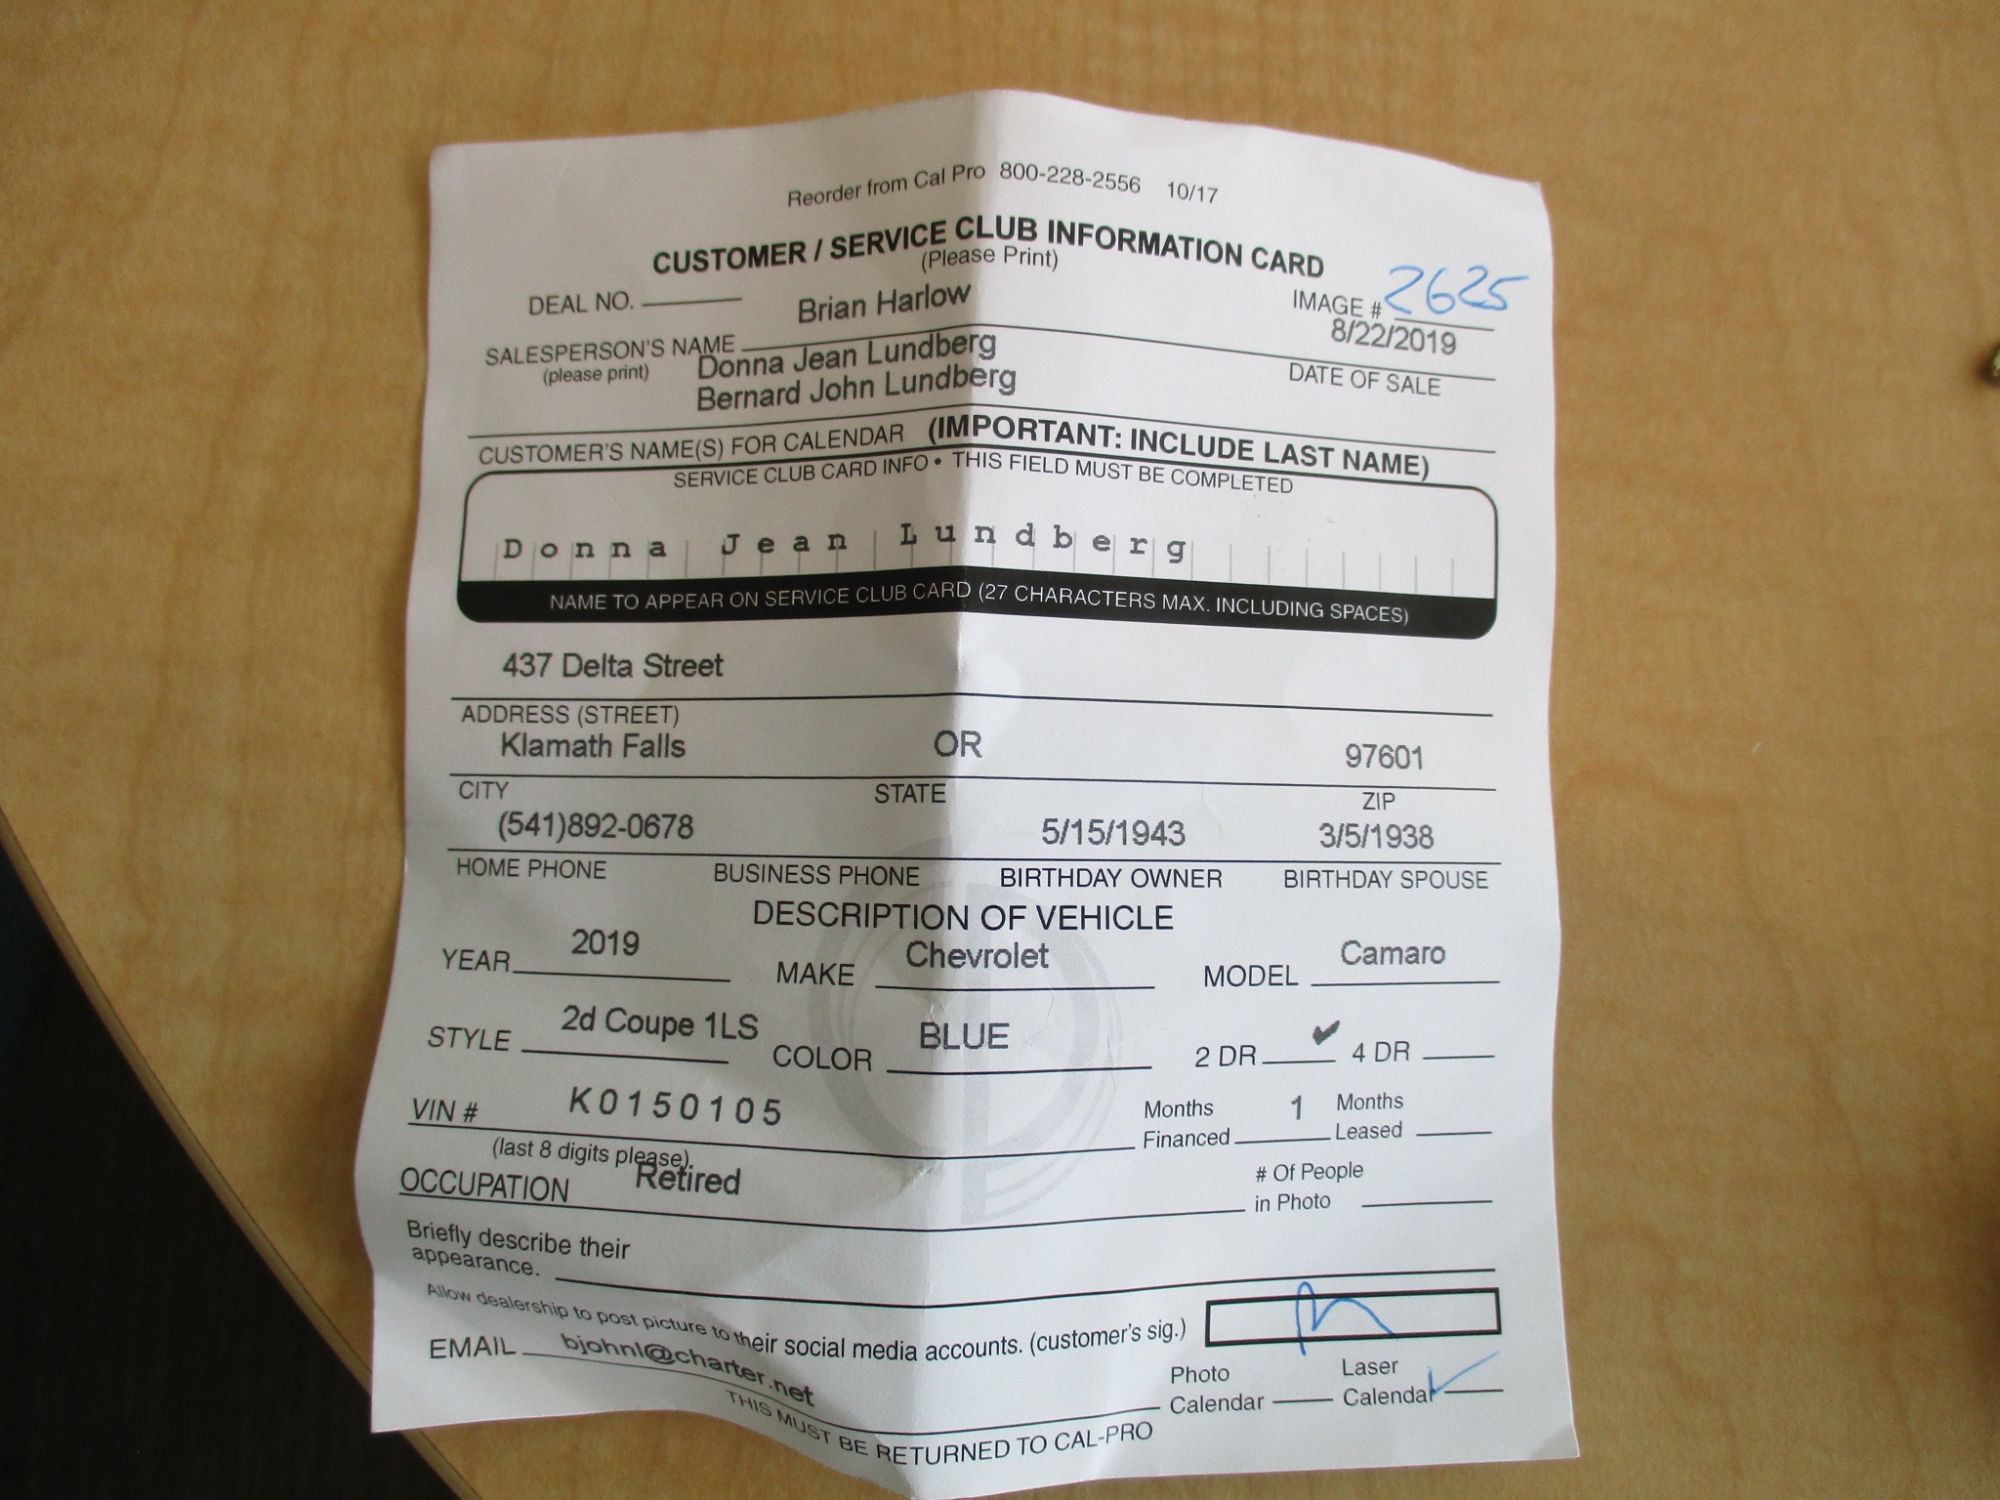 Reorder from Cal Pro 800-228-2556 10/17
CUSTOMER / SERVICE CLUB INFORMATION CARD
(Please Print)
DEAL NO. Brian Harlow IMAGE # 2625
SALESPERSON'S NAME 8/22/2019
(please print) Donna Jean Lundberg DATE OF SALE
Bernard John Lundberg
CUSTOMER'S NAME(S) FOR CALENDAR (IMPORTANT: INCLUDE LAST NAME)
SERVICE CLUB CARD INFO • THIS FIELD MUST BE COMPLETED
Donna Jean Lundberg
NAME TO APPEAR ON SERVICE CLUB CARD (27 CHARACTERS MAX. INCLUDING SPACES)
437 Delta Street
ADDRESS (STREET)
Klamath Falls OR 97601
CITY STATE ZIP
(541)892-0678 5/15/1943 3/5/1938
HOME PHONE BUSINESS PHONE BIRTHDAY OWNER BIRTHDAY SPOUSE
DESCRIPTION OF VEHICLE
YEAR 2019 MAKE Chevrolet MODEL Camaro
STYLE 2d Coupe 1LS COLOR BLUE 2 DR ✓ 4 DR
VIN # K0150105 Months Financed 1 Months Leased
(last 8 digits please)
OCCUPATION Retired # Of People in Photo
Briefly describe their
appearance.
Allow dealership to post picture to their social media accounts. (customer's sig.)
EMAIL bjohnl@charter.net Photo Calendar Laser Calendar ✓
THIS MUST BE RETURNED TO CAL-PRO